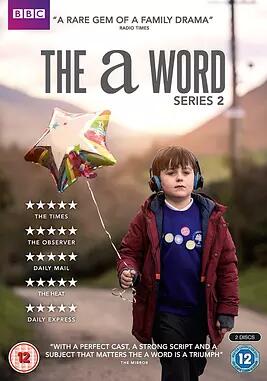 BBC
"A RARE GEM OF A FAMILY DRAMA"
RADIO TIMES
THE a WORD
SERIES 2
★★★★★
THE TIMES
★★★★★
THE OBSERVER
★★★★★
DAILY MAIL
★★★★★
THE HEAT
★★★★★
DAILY EXPRESS
2 DISCS
12
"WITH A PERFECT CAST, A STRONG SCRIPT AND A
SUBJECT THAT MATTERS THE A WORD IS A TRIUMPH"
THE MIRROR
12